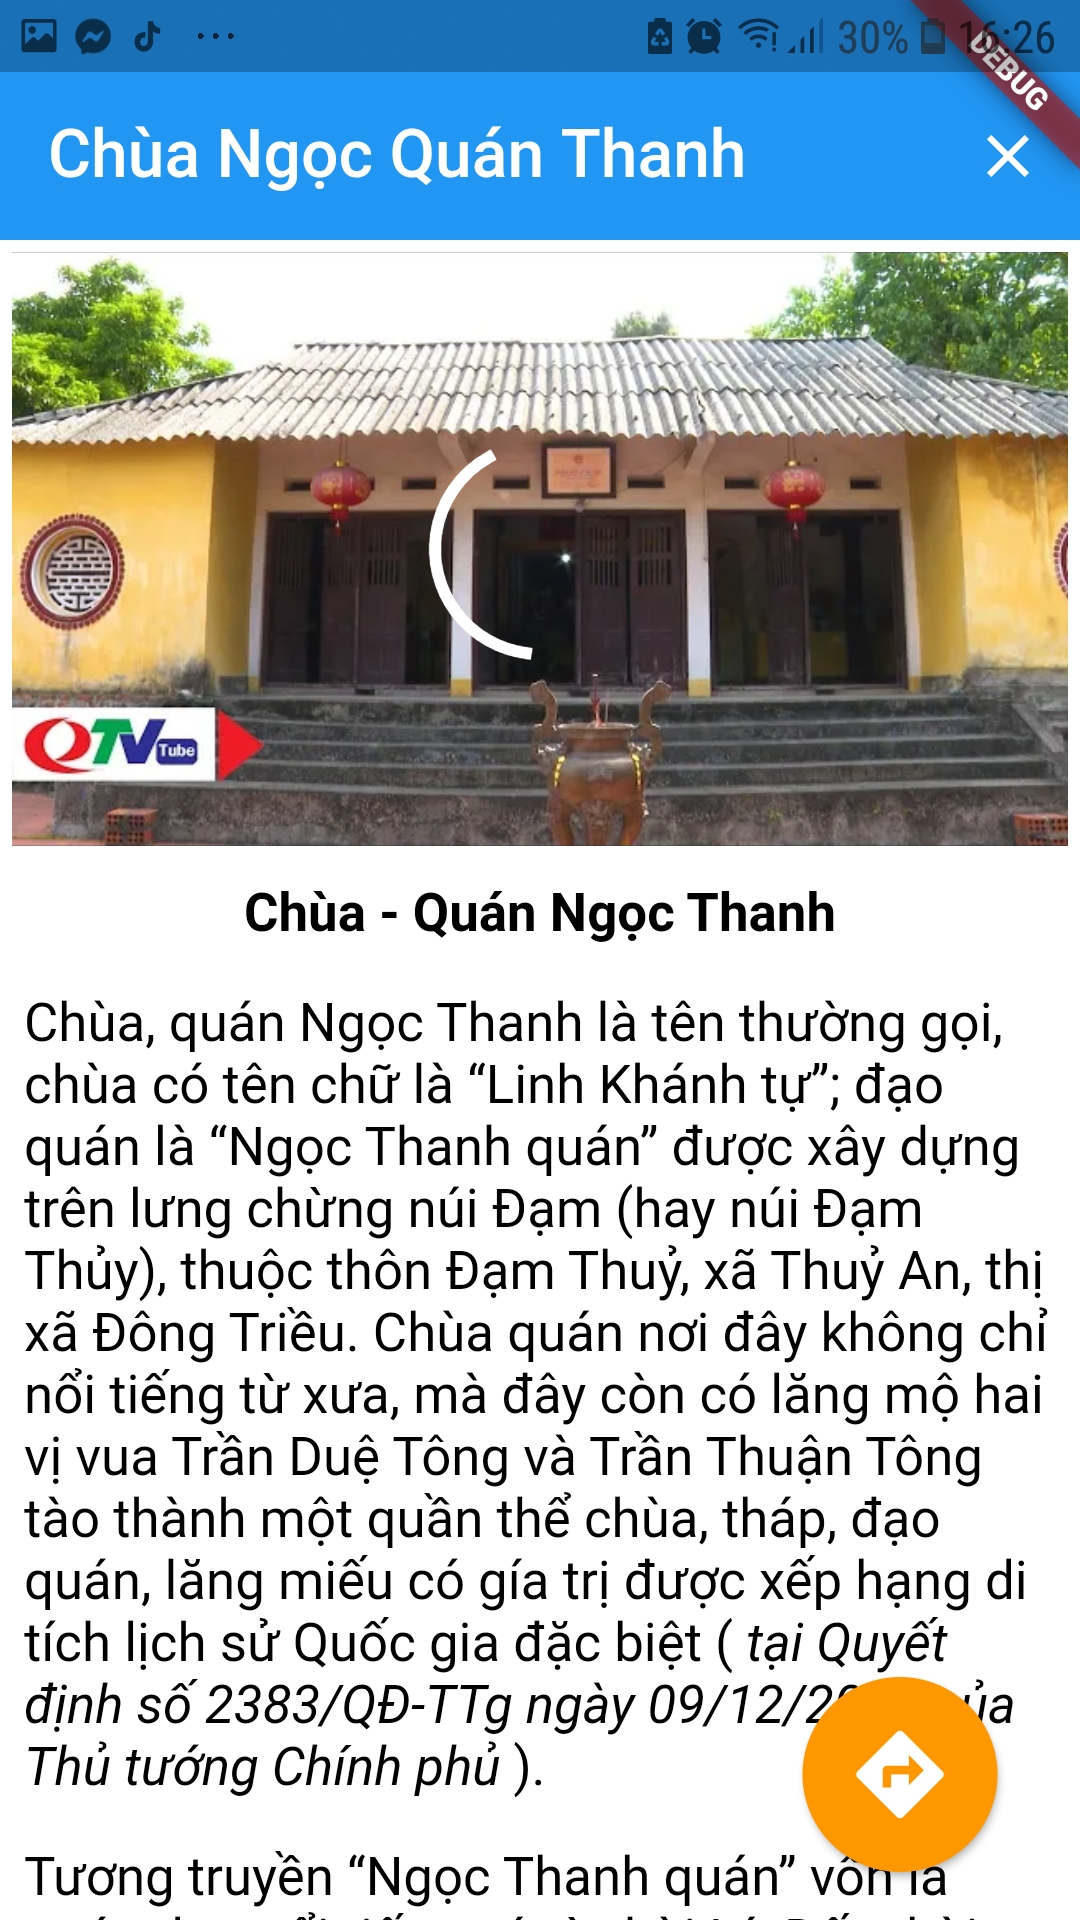 30% 16:26
DEBUG
Chùa Ngọc Quán Thanh
QTV Tube
Chùa - Quán Ngọc Thanh
Chùa, quán Ngọc Thanh là tên thường gọi,
chùa có tên chữ là “Linh Khánh tự”; đạo
quán là “Ngọc Thanh quán” được xây dựng
trên lưng chừng núi Đạm (hay núi Đạm
Thủy), thuộc thôn Đạm Thuỷ, xã Thuỷ An, thị
xã Đông Triều. Chùa quán nơi đây không chỉ
nổi tiếng từ xưa, mà đây còn có lăng mộ hai
vị vua Trần Duệ Tông và Trần Thuận Tông
tào thành một quần thể chùa, tháp, đạo
quán, lăng miếu có gía trị được xếp hạng di
tích lịch sử Quốc gia đặc biệt ( tại Quyết
định số 2383/QĐ-TTg ngày
Thủ tướng Chính phủ ).
Tương truyền “Ngọc Thanh quán” vốn là